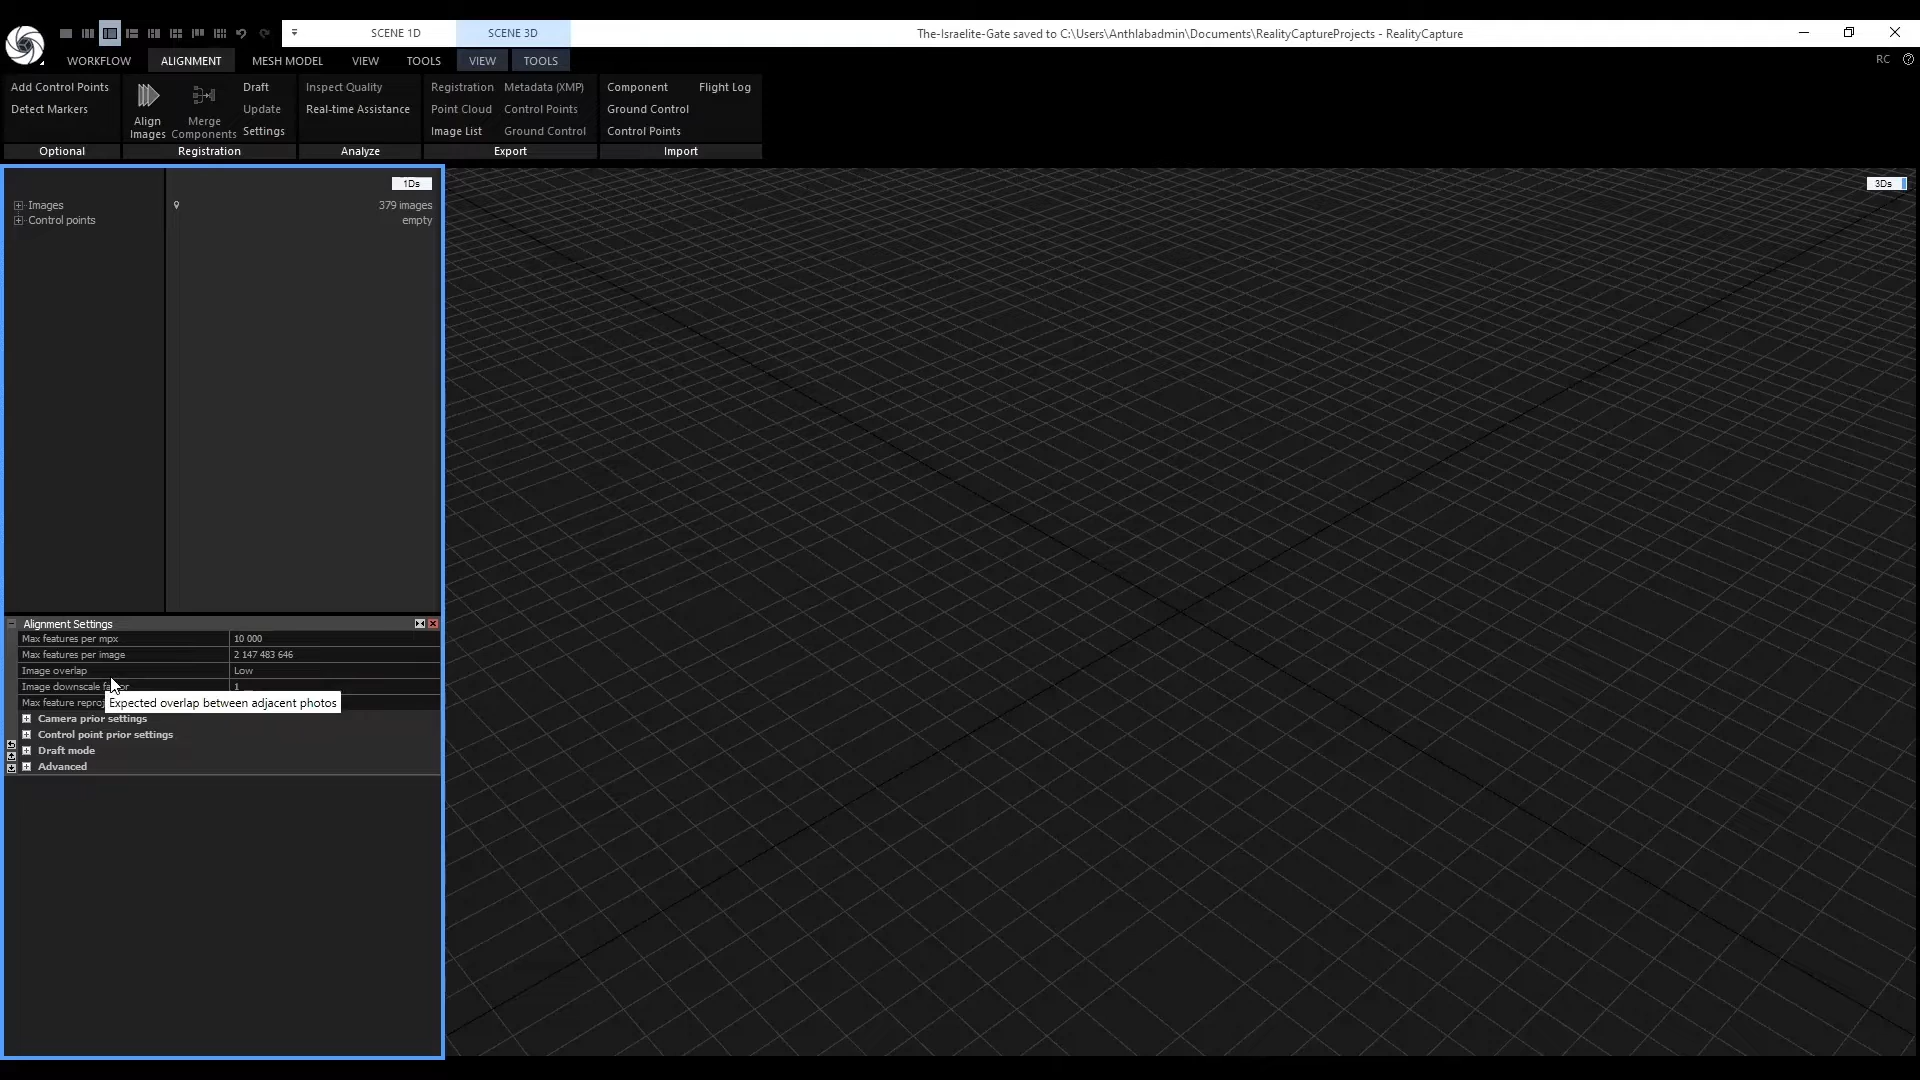 SCENE 1D SCENE 3D The-Israelite-Gate saved to C:\Users\Anthlabadmin\Documents\RealityCaptureProjects - RealityCapture
WORKFLOW ALIGNMENT MESH MODEL VIEW TOOLS VIEW TOOLS RC
Add Control Points
Detect Markers
Optional
Align Images
Merge Components
Draft
Update
Settings
Registration
Inspect Quality
Real-time Assistance
Analyze
Registration Metadata (XMP)
Point Cloud Control Points
Image List Ground Control
Export
Component Flight Log
Ground Control
Control Points
Import
1Ds
3Ds
Images 379 images
Control points empty
Alignment Settings
Max features per mpx 10 000
Max features per image 2 147 483 646
Image overlap Low
Image downscale 1
Max feature
Expected overlap between adjacent photos
Camera prior settings
Control point prior settings
Draft mode
Advanced